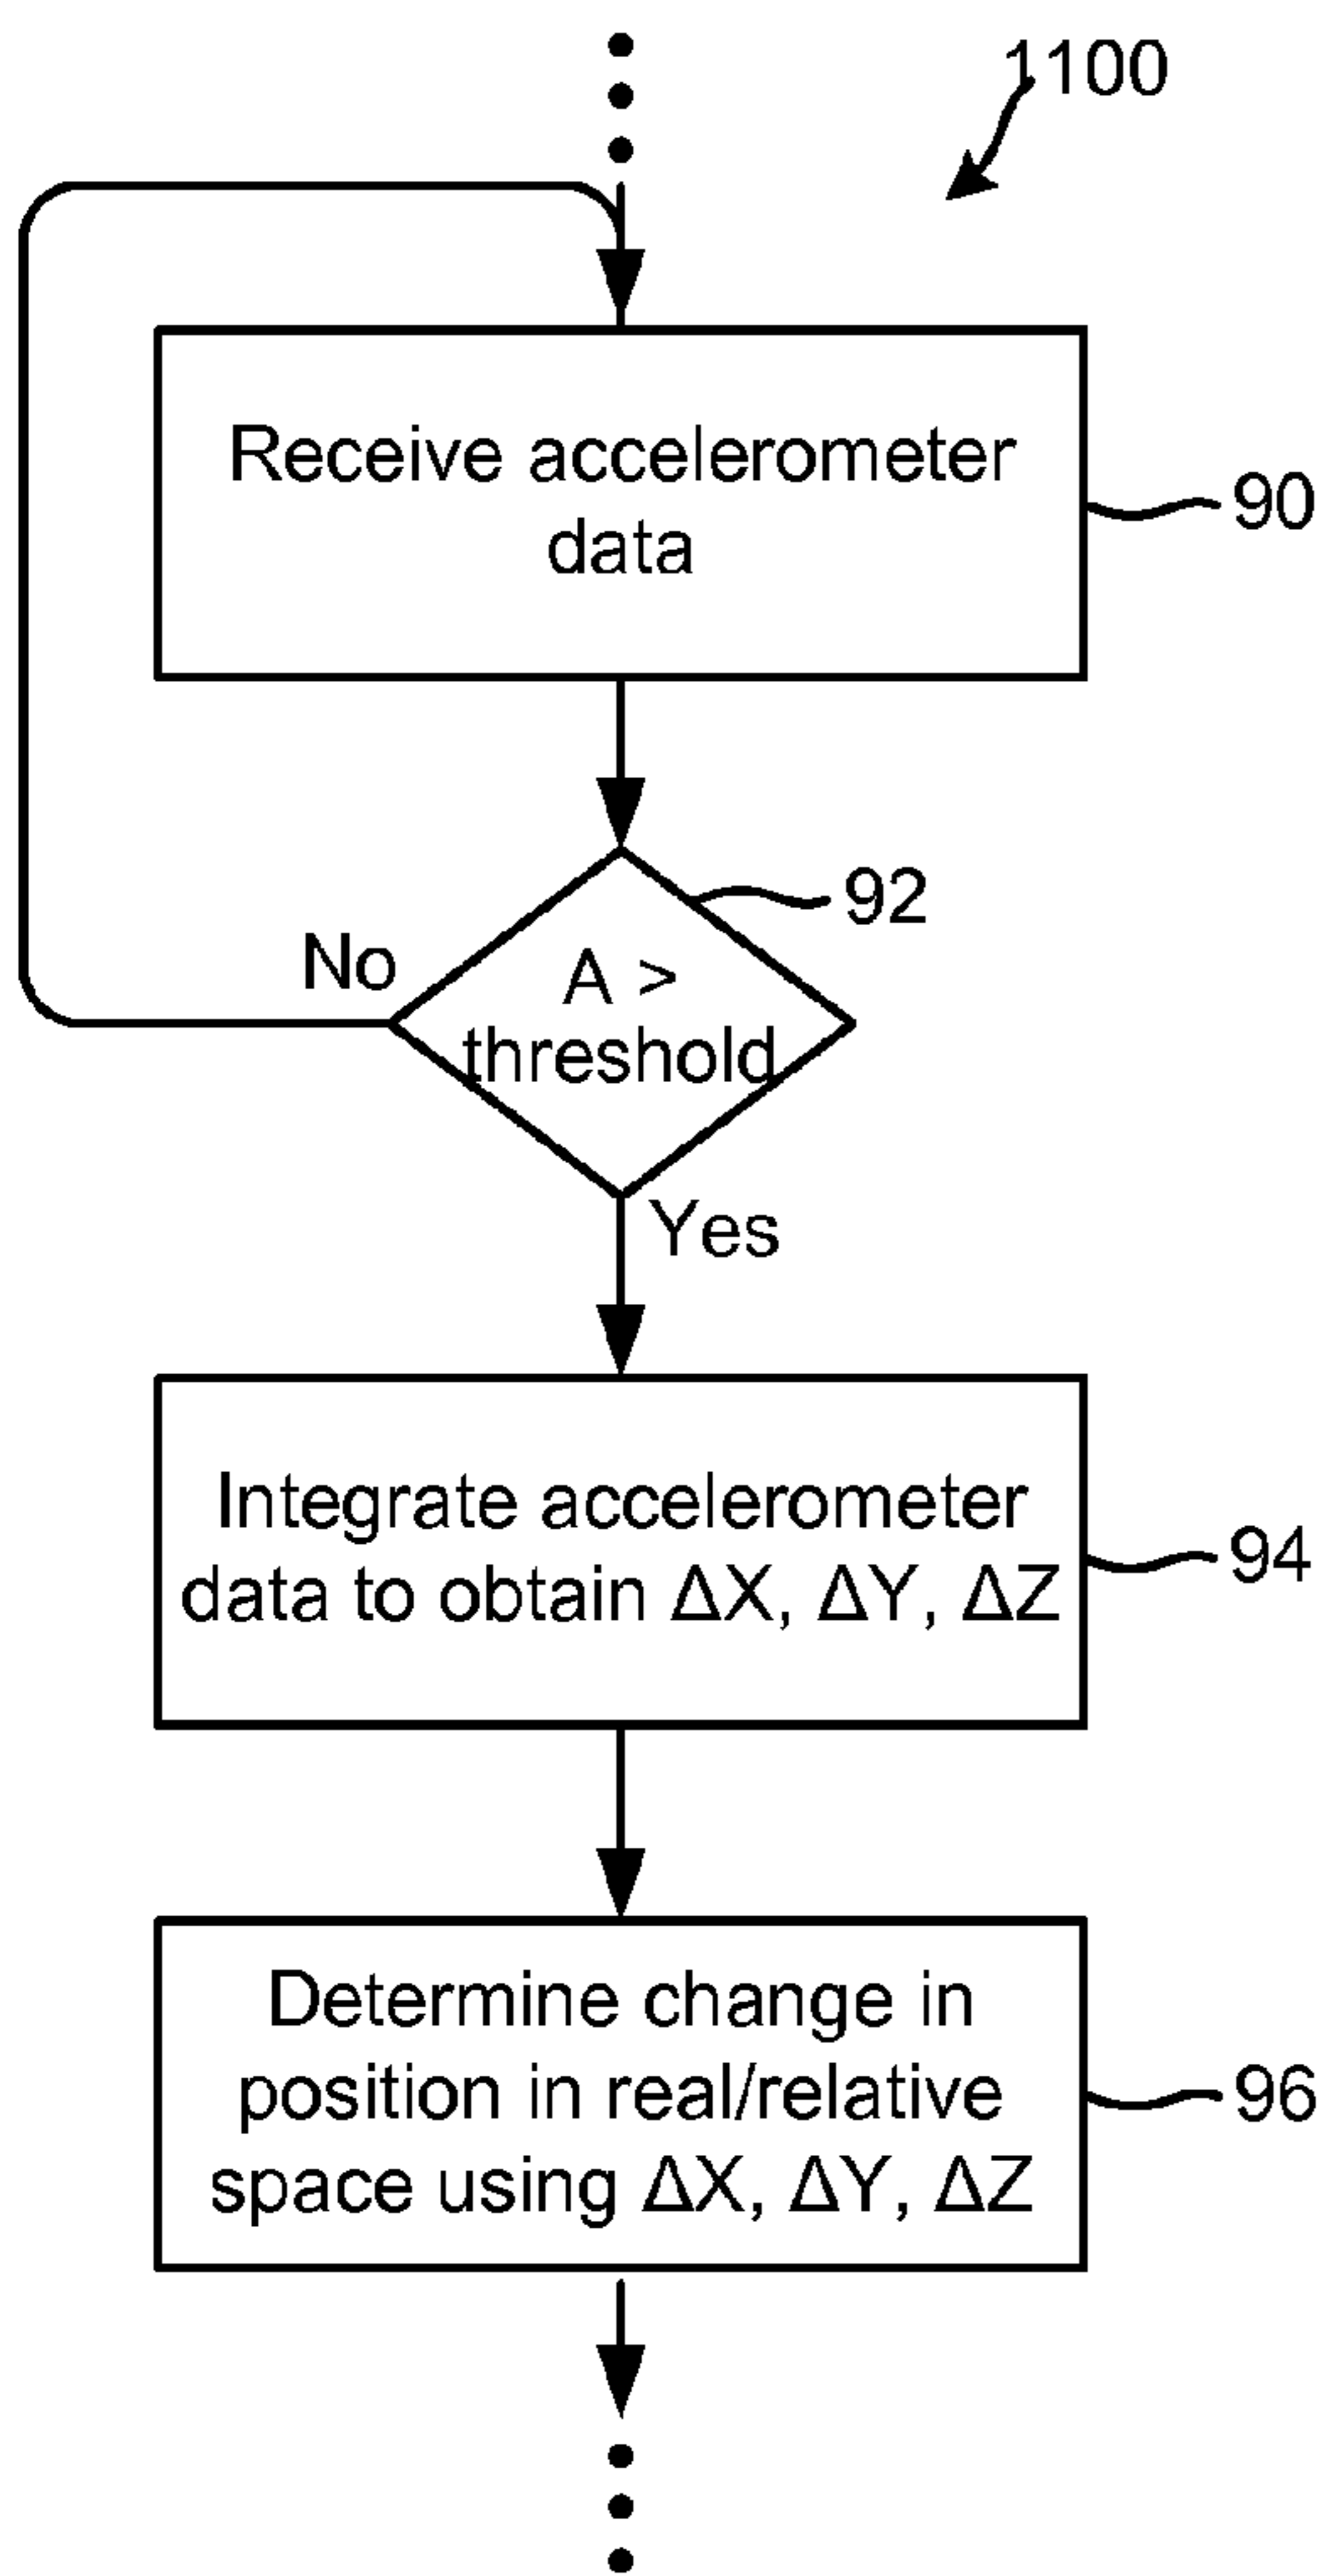 1100
Receive accelerometer
data
90
92
No
A >
threshold
Yes
Integrate accelerometer
data to obtain ΔX, ΔY, ΔZ
94
Determine change in
position in real/relative
space using ΔX, ΔY, ΔZ
96